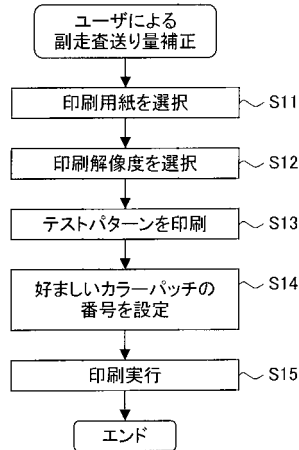 ユーザによる
副走査送り量補正
印刷用紙を選択
S11
印刷解像度を選択
S12
テストパターンを印刷
S13
好ましいカラーパッチの
番号を設定
S14
印刷実行
S15
エンド